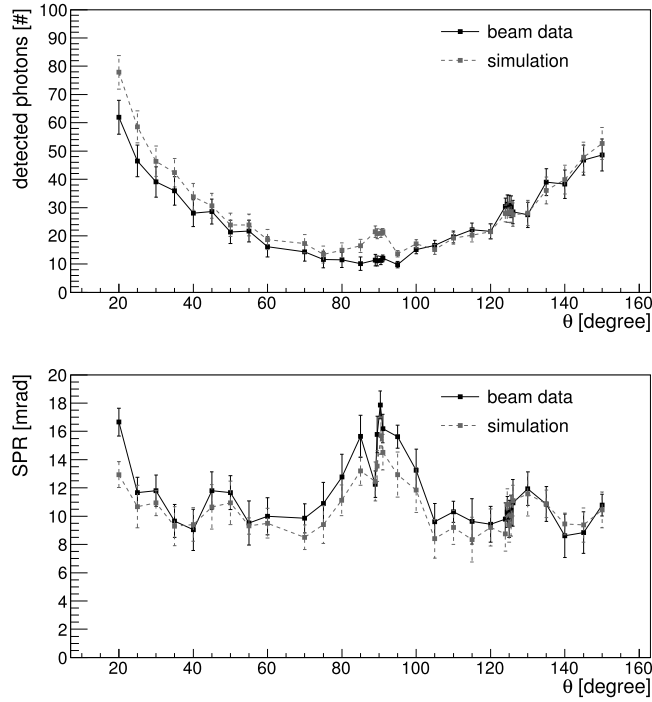 detected photons [#]
100
90
80
70
60
50
40
30
20
10
0
beam data
simulation
20 40 60 80 100 120 140 160
θ [degree]
SPR [mrad]
20
18
16
14
12
10
8
6
4
2
0
beam data
simulation
20 40 60 80 100 120 140 160
θ [degree]